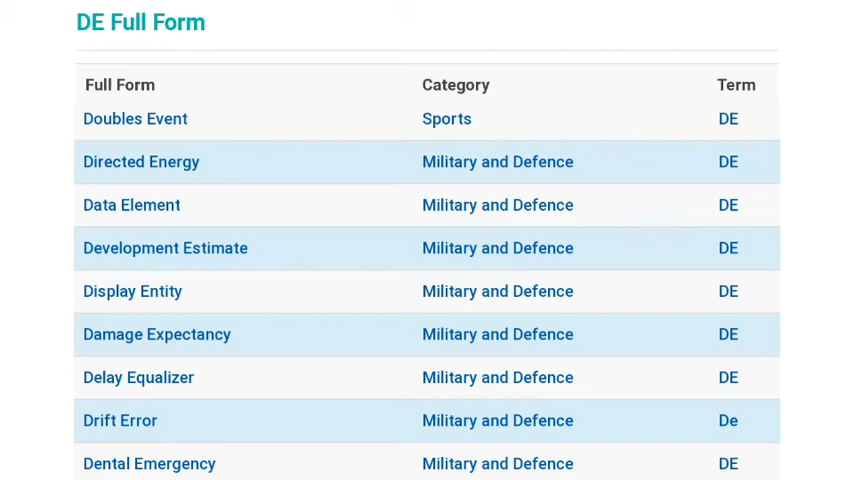 DE Full Form
Full Form Category Term
Doubles Event Sports DE
Directed Energy Military and Defence DE
Data Element Military and Defence DE
Development Estimate Military and Defence DE
Display Entity Military and Defence DE
Damage Expectancy Military and Defence DE
Delay Equalizer Military and Defence DE
Drift Error Military and Defence De
Dental Emergency Military and Defence DE